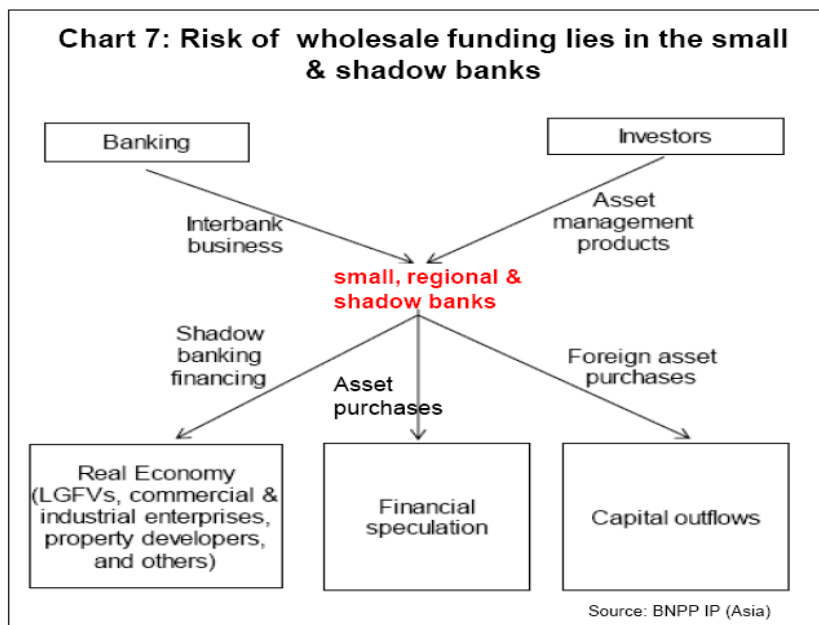 Chart 7: Risk of wholesale funding lies in the small
& shadow banks
Banking
Investors
Interbank
business
Asset
management
products
small, regional &
shadow banks
Shadow
banking
financing
Asset
purchases
Foreign asset
purchases
Real Economy
(LGFVs, commercial &
industrial enterprises,
property developers,
and others)
Financial
speculation
Capital outflows
Source: BNPP IP (Asia)